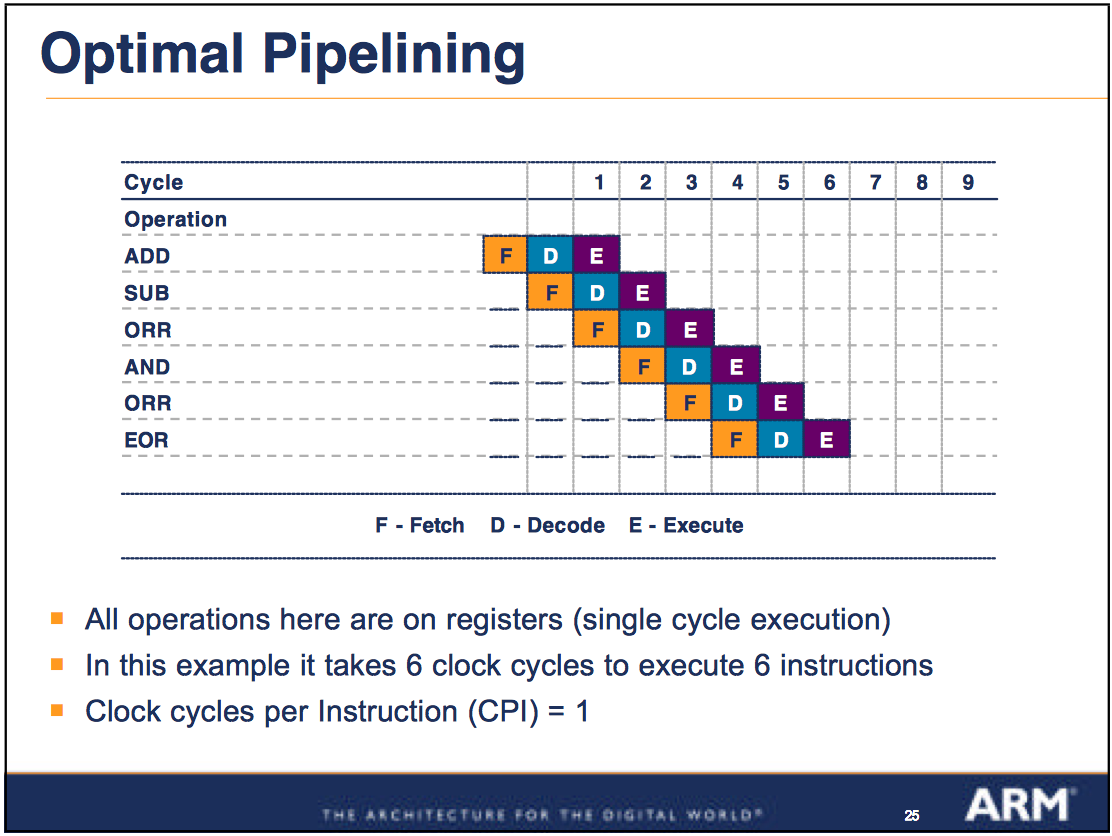 Optimal Pipelining
Cycle 1 2 3 4 5 6 7 8 9
Operation
ADD F D E
SUB F D E
ORR F D E
AND F D E
ORR F D E
EOR F D E
F - Fetch D - Decode E - Execute
All operations here are on registers (single cycle execution)
In this example it takes 6 clock cycles to execute 6 instructions
Clock cycles per Instruction (CPI) = 1
THE ARCHITECTURE FOR THE DIGITAL WORLD® 25 ARM®